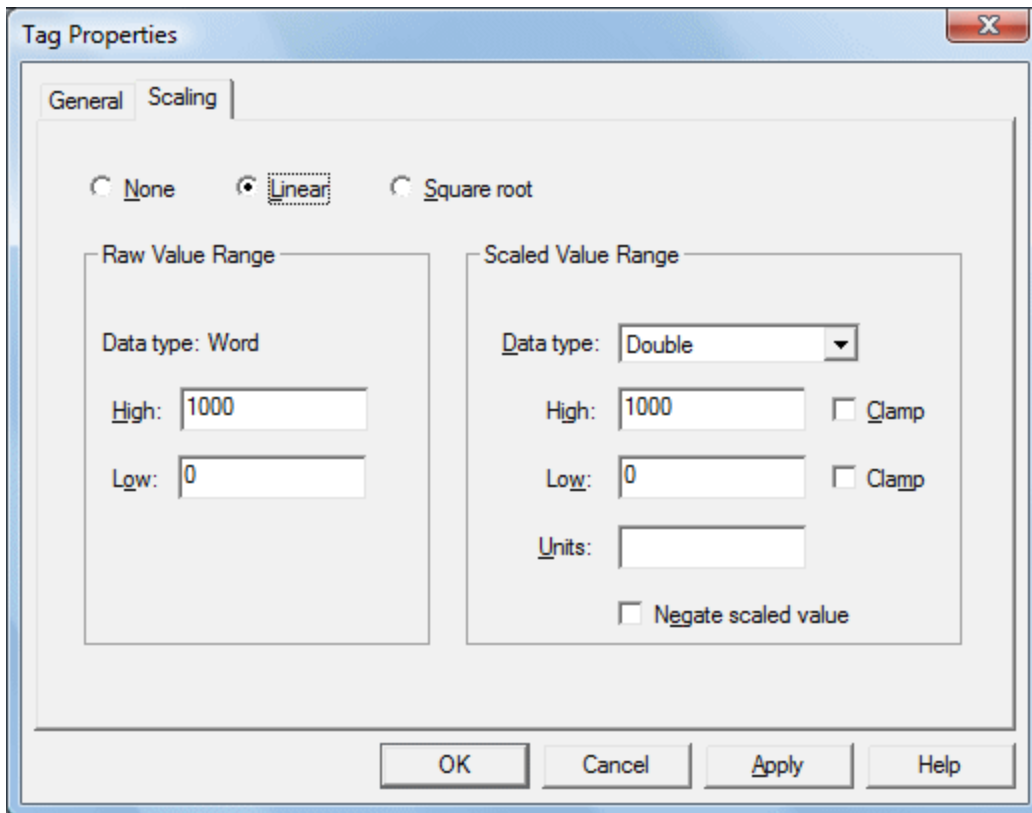 Tag Properties
General Scaling
None Linear Square root
Raw Value Range Scaled Value Range
Data type: Word Data type: Double
High: 1000 High: 1000 Clamp
Low: 0 Low: 0 Clamp
Units:
Negate scaled value
OK Cancel Apply Help